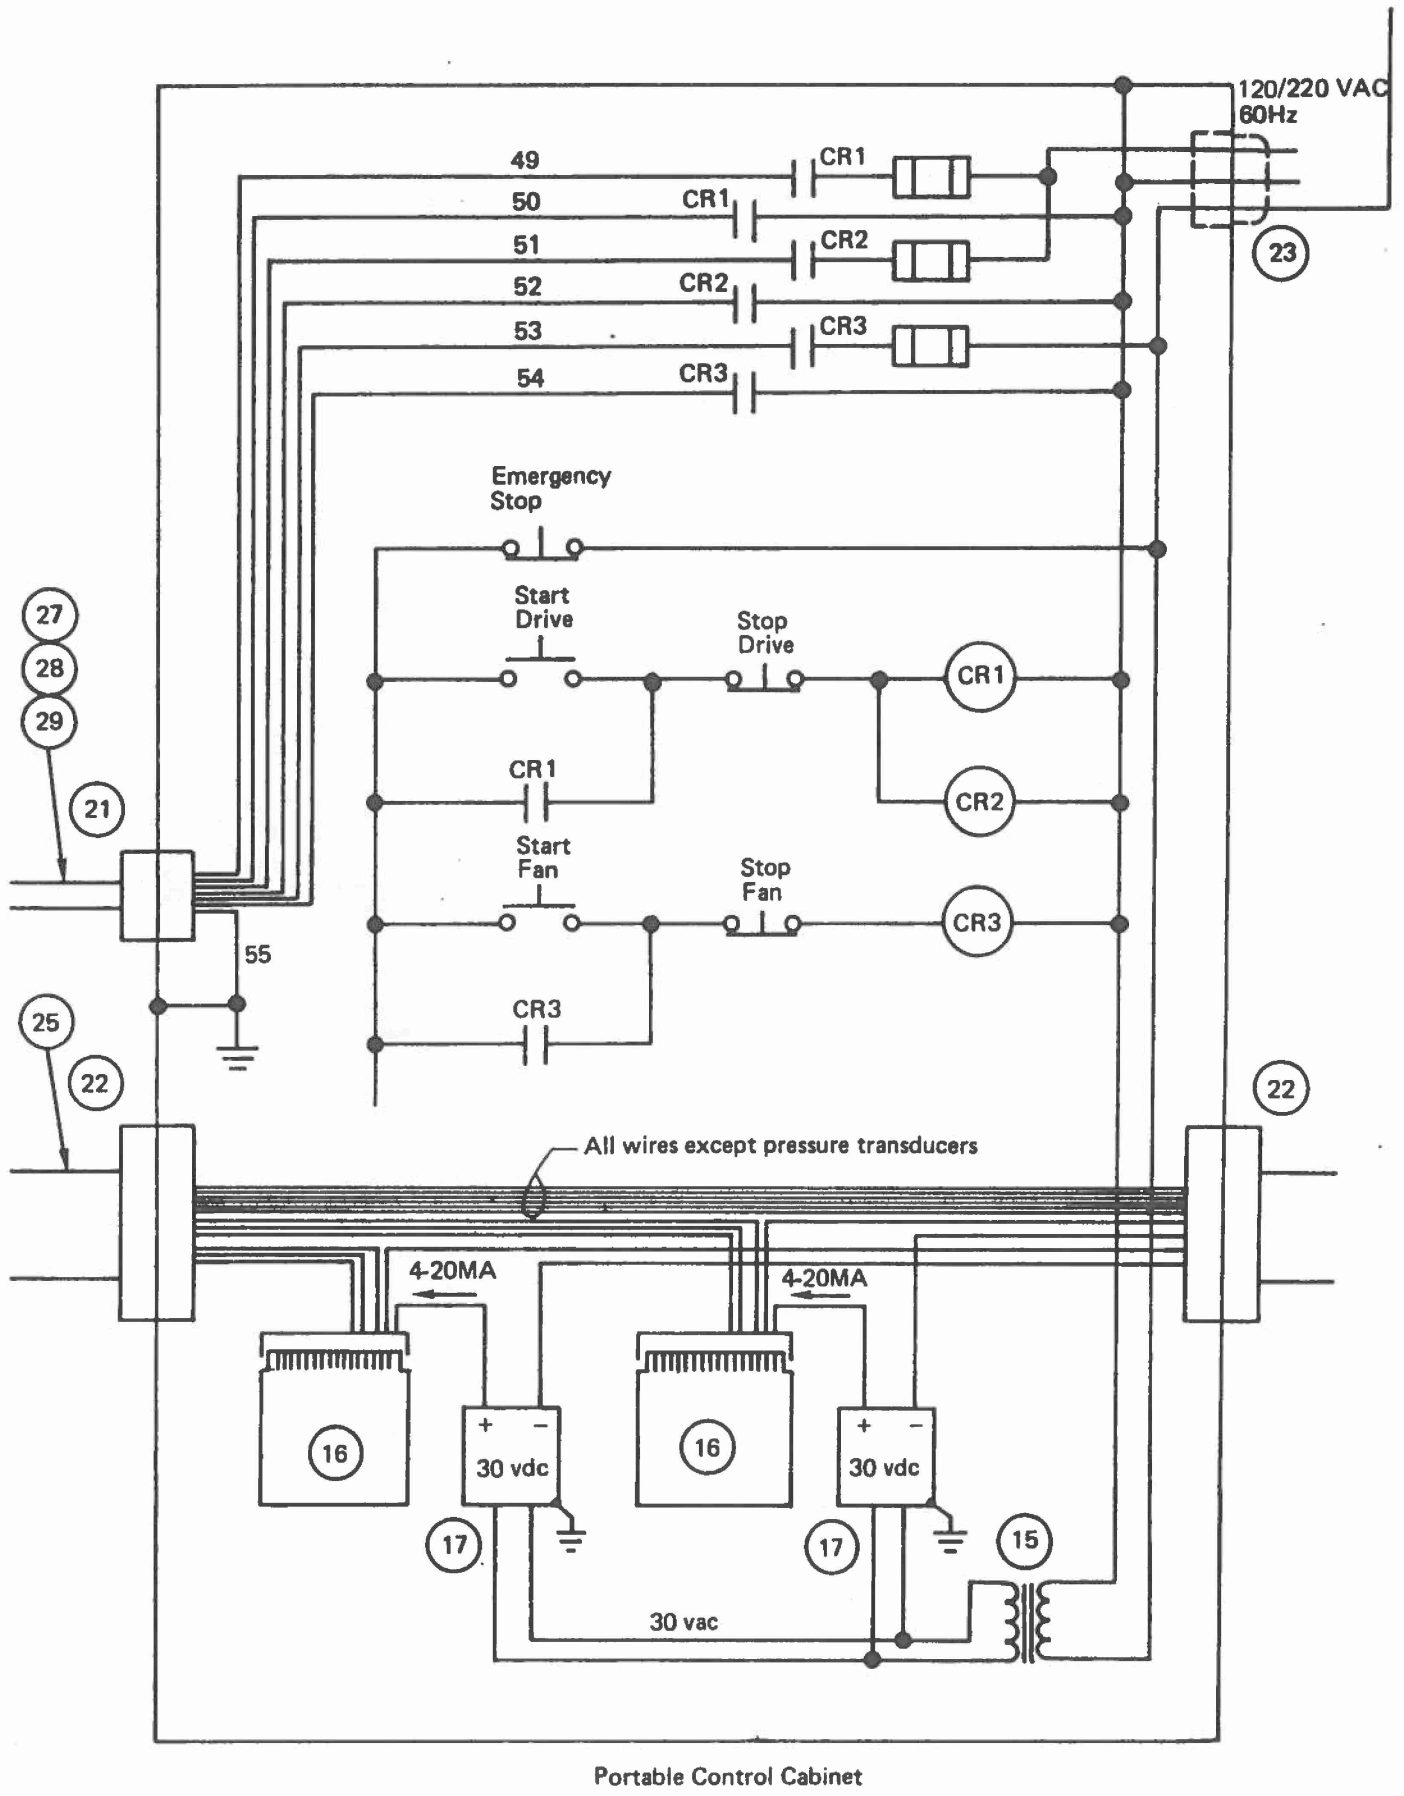 120/220 VAC
60Hz
49
CR1
50
CR1
51
CR2
23
52
CR2
53
CR3
54
CR3
Emergency
Stop
Start
Drive
Stop
Drive
27
28
29
CR1
21
CR1
CR2
Start
Fan
Stop
Fan
CR3
55
25
22
CR3
22
All wires except pressure transducers
4-20MA
4-20MA
+ −
+ −
16
30 vdc
16
30 vdc
17
17
15
30 vac
Portable Control Cabinet